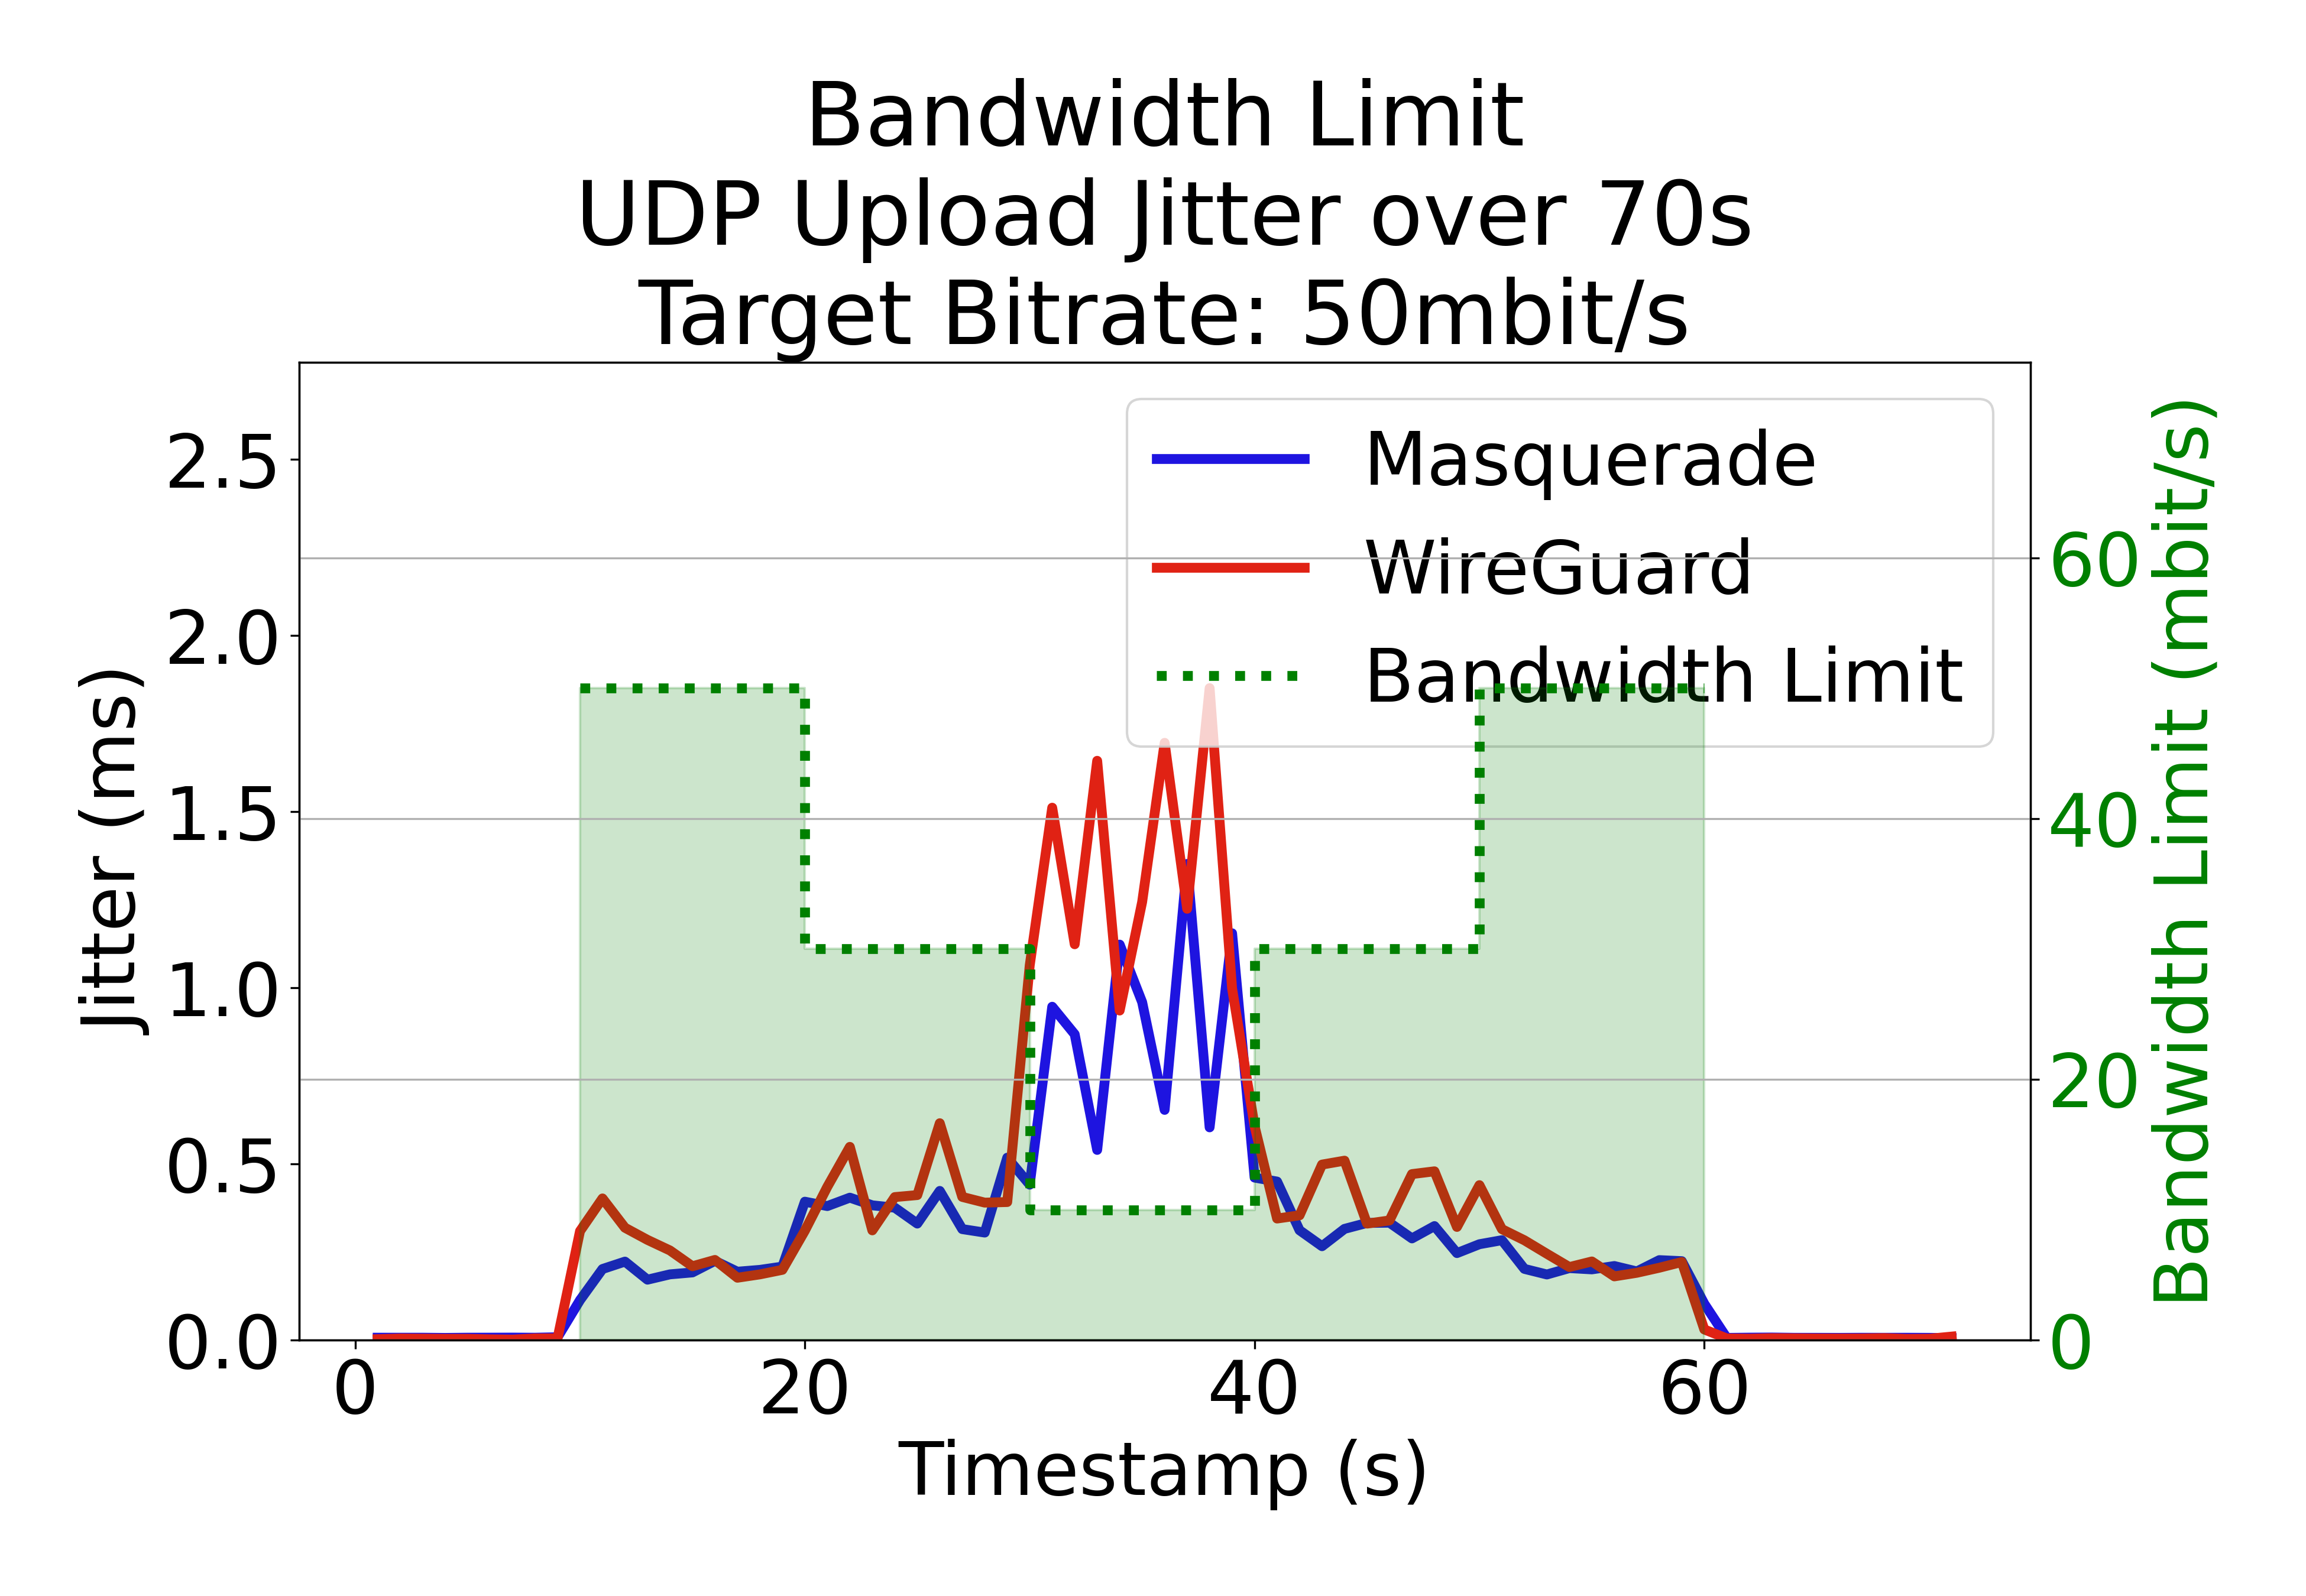 Bandwidth Limit
UDP Upload Jitter over 70s
Target Bitrate: 50mbit/s
Jitter (ms)
2.5
2.0
1.5
1.0
0.5
0.0
Masquerade
WireGuard
Bandwidth Limit
60
40
20
0
Bandwidth Limit (mbit/s)
0
20
40
60
Timestamp (s)